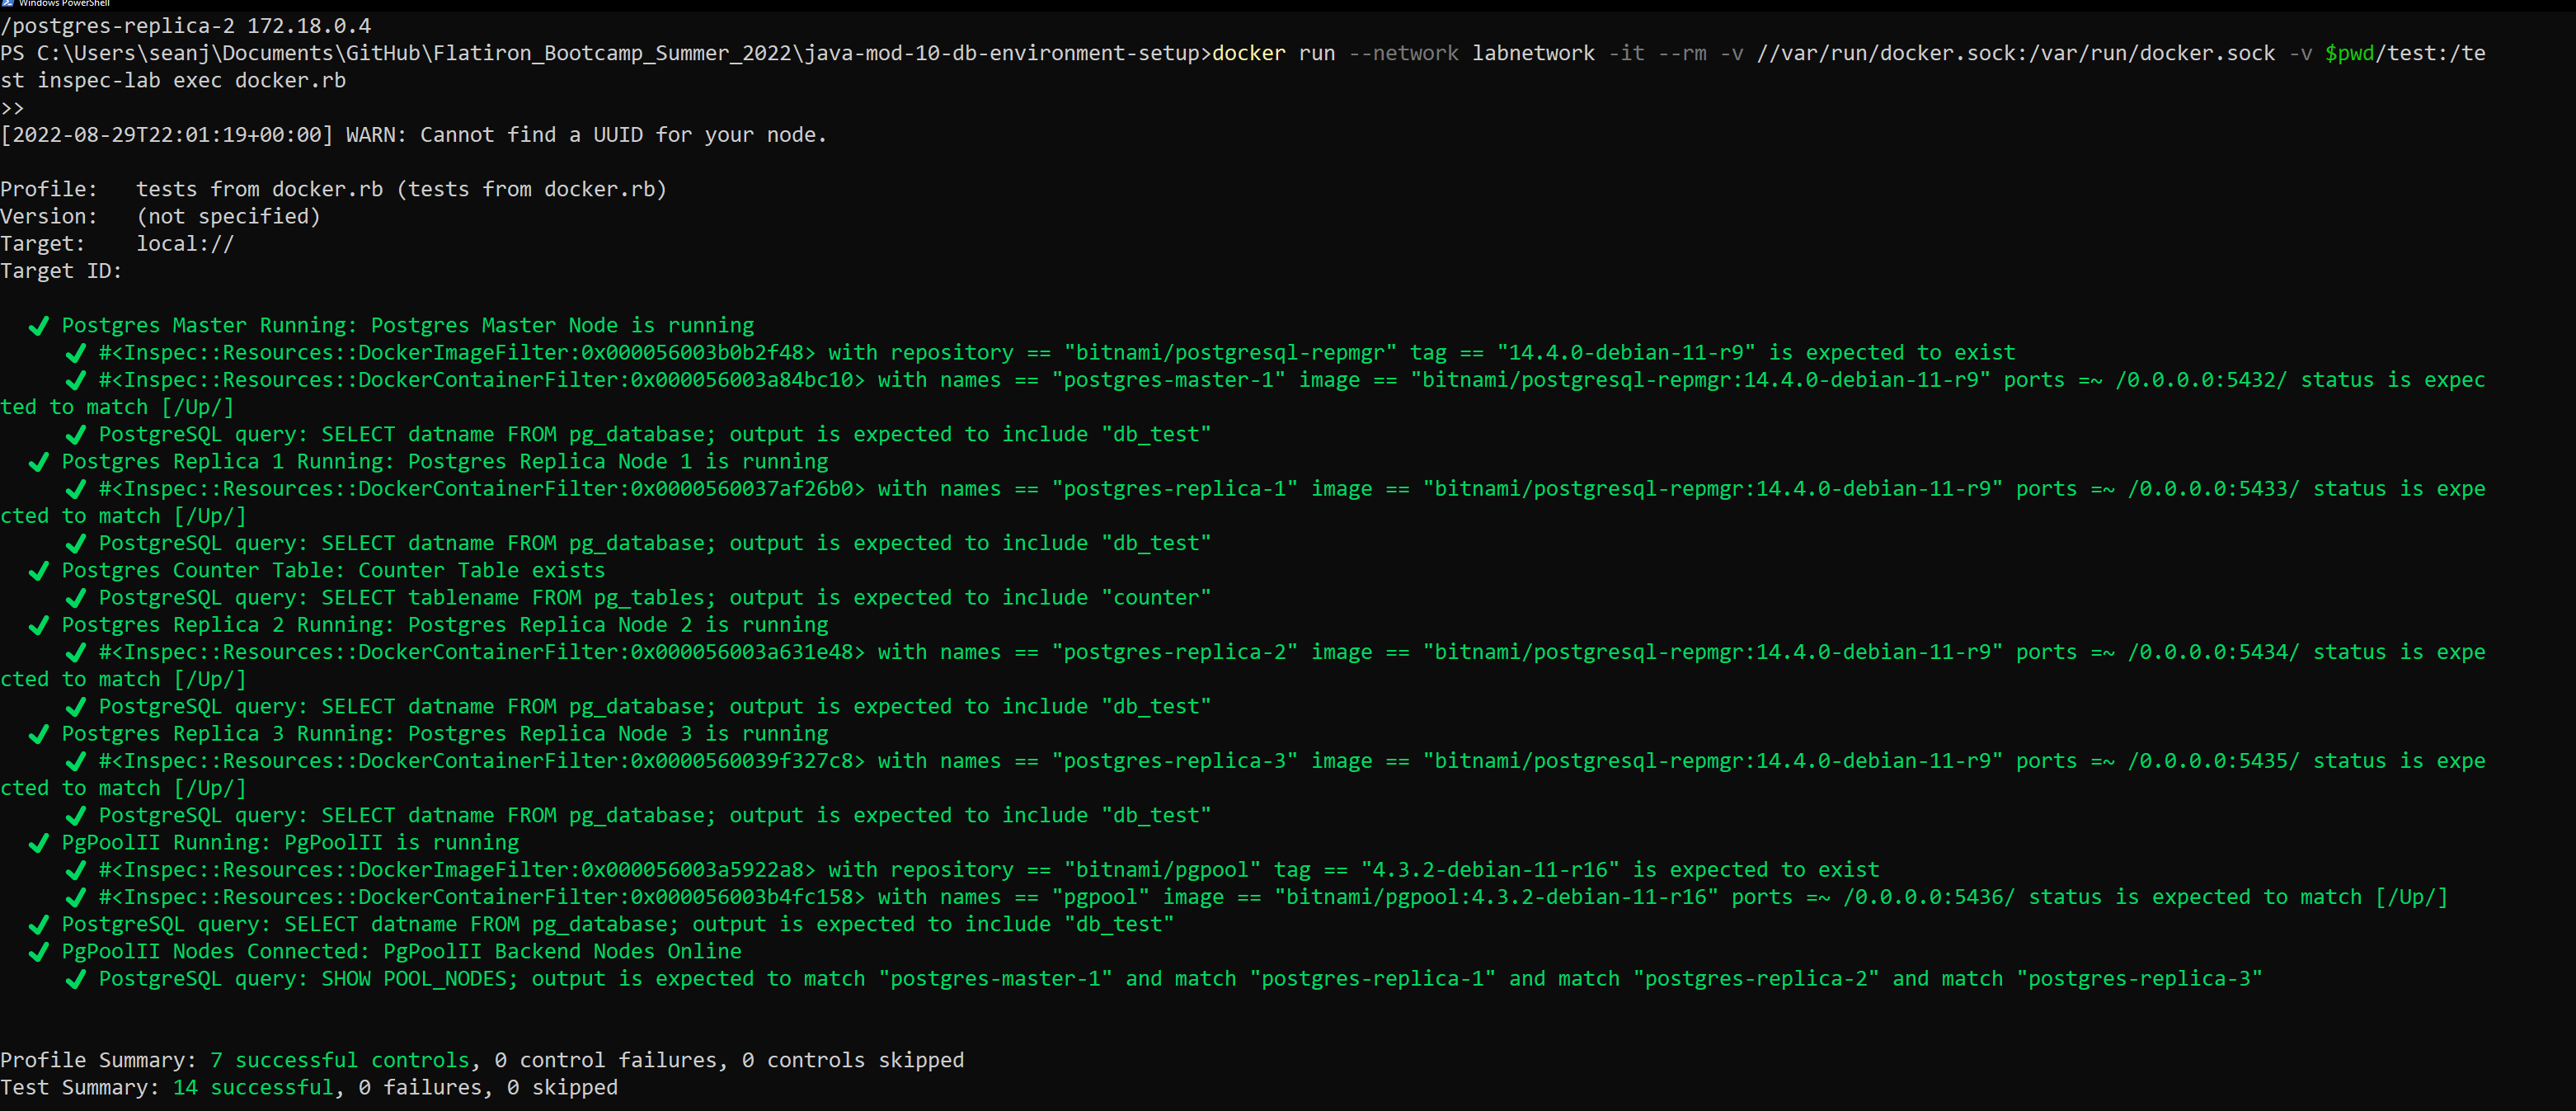 Windows PowerShell
/postgres-replica-2 172.18.0.4
PS C:\Users\seanj\Documents\GitHub\Flatiron_Bootcamp_Summer_2022\java-mod-10-db-environment-setup>docker run --network labnetwork -it --rm -v //var/run/docker.sock:/var/run/docker.sock -v $pwd/test:/te
st inspec-lab exec docker.rb
>>
[2022-08-29T22:01:19+00:00] WARN: Cannot find a UUID for your node.
Profile:   tests from docker.rb (tests from docker.rb)
Version:   (not specified)
Target:    local://
Target ID:
✔ Postgres Master Running: Postgres Master Node is running
✔ #<Inspec::Resources::DockerImageFilter:0x000056003b0b2f48> with repository == "bitnami/postgresql-repmgr" tag == "14.4.0-debian-11-r9" is expected to exist
✔ #<Inspec::Resources::DockerContainerFilter:0x000056003a84bc10> with names == "postgres-master-1" image == "bitnami/postgresql-repmgr:14.4.0-debian-11-r9" ports =~ /0.0.0.0:5432/ status is expec
ted to match [/Up/]
✔ PostgreSQL query: SELECT datname FROM pg_database; output is expected to include "db_test"
✔ Postgres Replica 1 Running: Postgres Replica Node 1 is running
✔ #<Inspec::Resources::DockerContainerFilter:0x0000560037af26b0> with names == "postgres-replica-1" image == "bitnami/postgresql-repmgr:14.4.0-debian-11-r9" ports =~ /0.0.0.0:5433/ status is expe
cted to match [/Up/]
✔ PostgreSQL query: SELECT datname FROM pg_database; output is expected to include "db_test"
✔ Postgres Counter Table: Counter Table exists
✔ PostgreSQL query: SELECT tablename FROM pg_tables; output is expected to include "counter"
✔ Postgres Replica 2 Running: Postgres Replica Node 2 is running
✔ #<Inspec::Resources::DockerContainerFilter:0x000056003a631e48> with names == "postgres-replica-2" image == "bitnami/postgresql-repmgr:14.4.0-debian-11-r9" ports =~ /0.0.0.0:5434/ status is expe
cted to match [/Up/]
✔ PostgreSQL query: SELECT datname FROM pg_database; output is expected to include "db_test"
✔ Postgres Replica 3 Running: Postgres Replica Node 3 is running
✔ #<Inspec::Resources::DockerContainerFilter:0x0000560039f327c8> with names == "postgres-replica-3" image == "bitnami/postgresql-repmgr:14.4.0-debian-11-r9" ports =~ /0.0.0.0:5435/ status is expe
cted to match [/Up/]
✔ PostgreSQL query: SELECT datname FROM pg_database; output is expected to include "db_test"
✔ PgPoolII Running: PgPoolII is running
✔ #<Inspec::Resources::DockerImageFilter:0x000056003a5922a8> with repository == "bitnami/pgpool" tag == "4.3.2-debian-11-r16" is expected to exist
✔ #<Inspec::Resources::DockerContainerFilter:0x000056003b4fc158> with names == "pgpool" image == "bitnami/pgpool:4.3.2-debian-11-r16" ports =~ /0.0.0.0:5436/ status is expected to match [/Up/]
✔ PostgreSQL query: SELECT datname FROM pg_database; output is expected to include "db_test"
✔ PgPoolII Nodes Connected: PgPoolII Backend Nodes Online
✔ PostgreSQL query: SHOW POOL_NODES; output is expected to match "postgres-master-1" and match "postgres-replica-1" and match "postgres-replica-2" and match "postgres-replica-3"
Profile Summary: 7 successful controls, 0 control failures, 0 controls skipped
Test Summary: 14 successful, 0 failures, 0 skipped